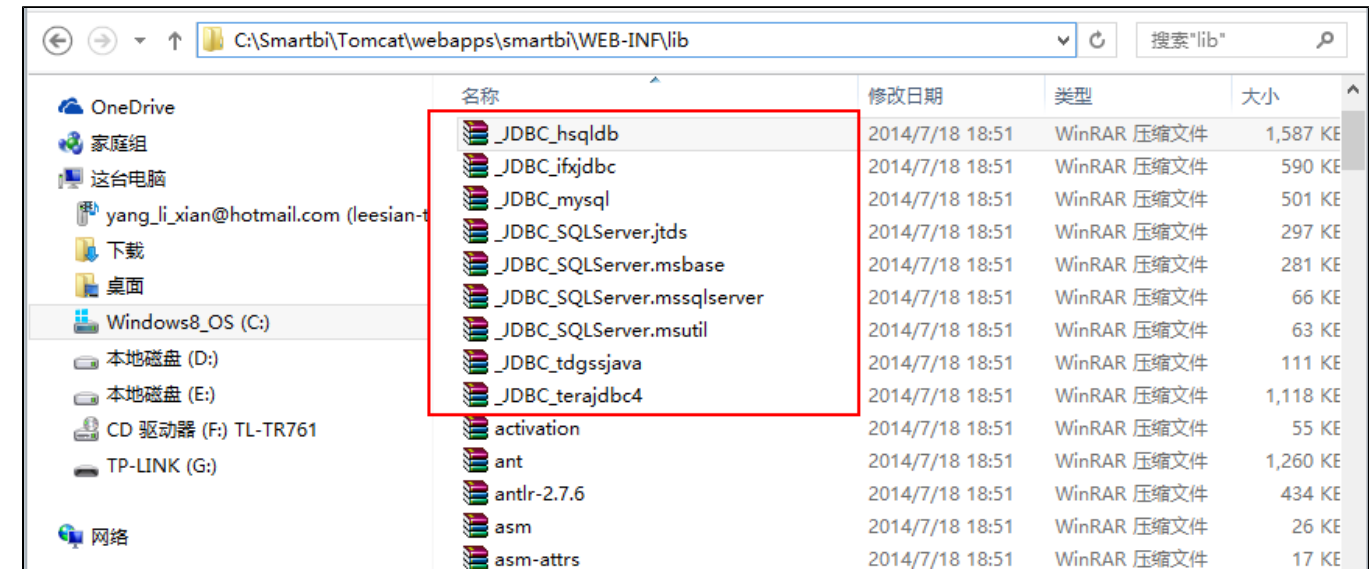 C:\Smartbi\Tomcat\webapps\smartbi\WEB-INF\lib 搜索"lib"
名称 修改日期 类型 大小
OneDrive
家庭组
这台电脑
yang_li_xian@hotmail.com (leesian-t
下载
桌面
Windows8_OS (C:)
本地磁盘 (D:)
本地磁盘 (E:)
CD 驱动器 (F:) TL-TR761
TP-LINK (G:)
网络
_JDBC_hsqldb 2014/7/18 18:51 WinRAR 压缩文件 1,587 KB
_JDBC_ifxjdbc 2014/7/18 18:51 WinRAR 压缩文件 590 KB
_JDBC_mysql 2014/7/18 18:51 WinRAR 压缩文件 501 KB
_JDBC_SQLServer.jtds 2014/7/18 18:51 WinRAR 压缩文件 297 KB
_JDBC_SQLServer.msbase 2014/7/18 18:51 WinRAR 压缩文件 281 KB
_JDBC_SQLServer.mssqlserver 2014/7/18 18:51 WinRAR 压缩文件 66 KB
_JDBC_SQLServer.msutil 2014/7/18 18:51 WinRAR 压缩文件 63 KB
_JDBC_tdgssjava 2014/7/18 18:51 WinRAR 压缩文件 111 KB
_JDBC_terajdbc4 2014/7/18 18:51 WinRAR 压缩文件 1,118 KB
activation 2014/7/18 18:51 WinRAR 压缩文件 55 KB
ant 2014/7/18 18:51 WinRAR 压缩文件 1,260 KB
antlr-2.7.6 2014/7/18 18:51 WinRAR 压缩文件 434 KB
asm 2014/7/18 18:51 WinRAR 压缩文件 26 KB
asm-attrs 2014/7/18 18:51 WinRAR 压缩文件 17 KB